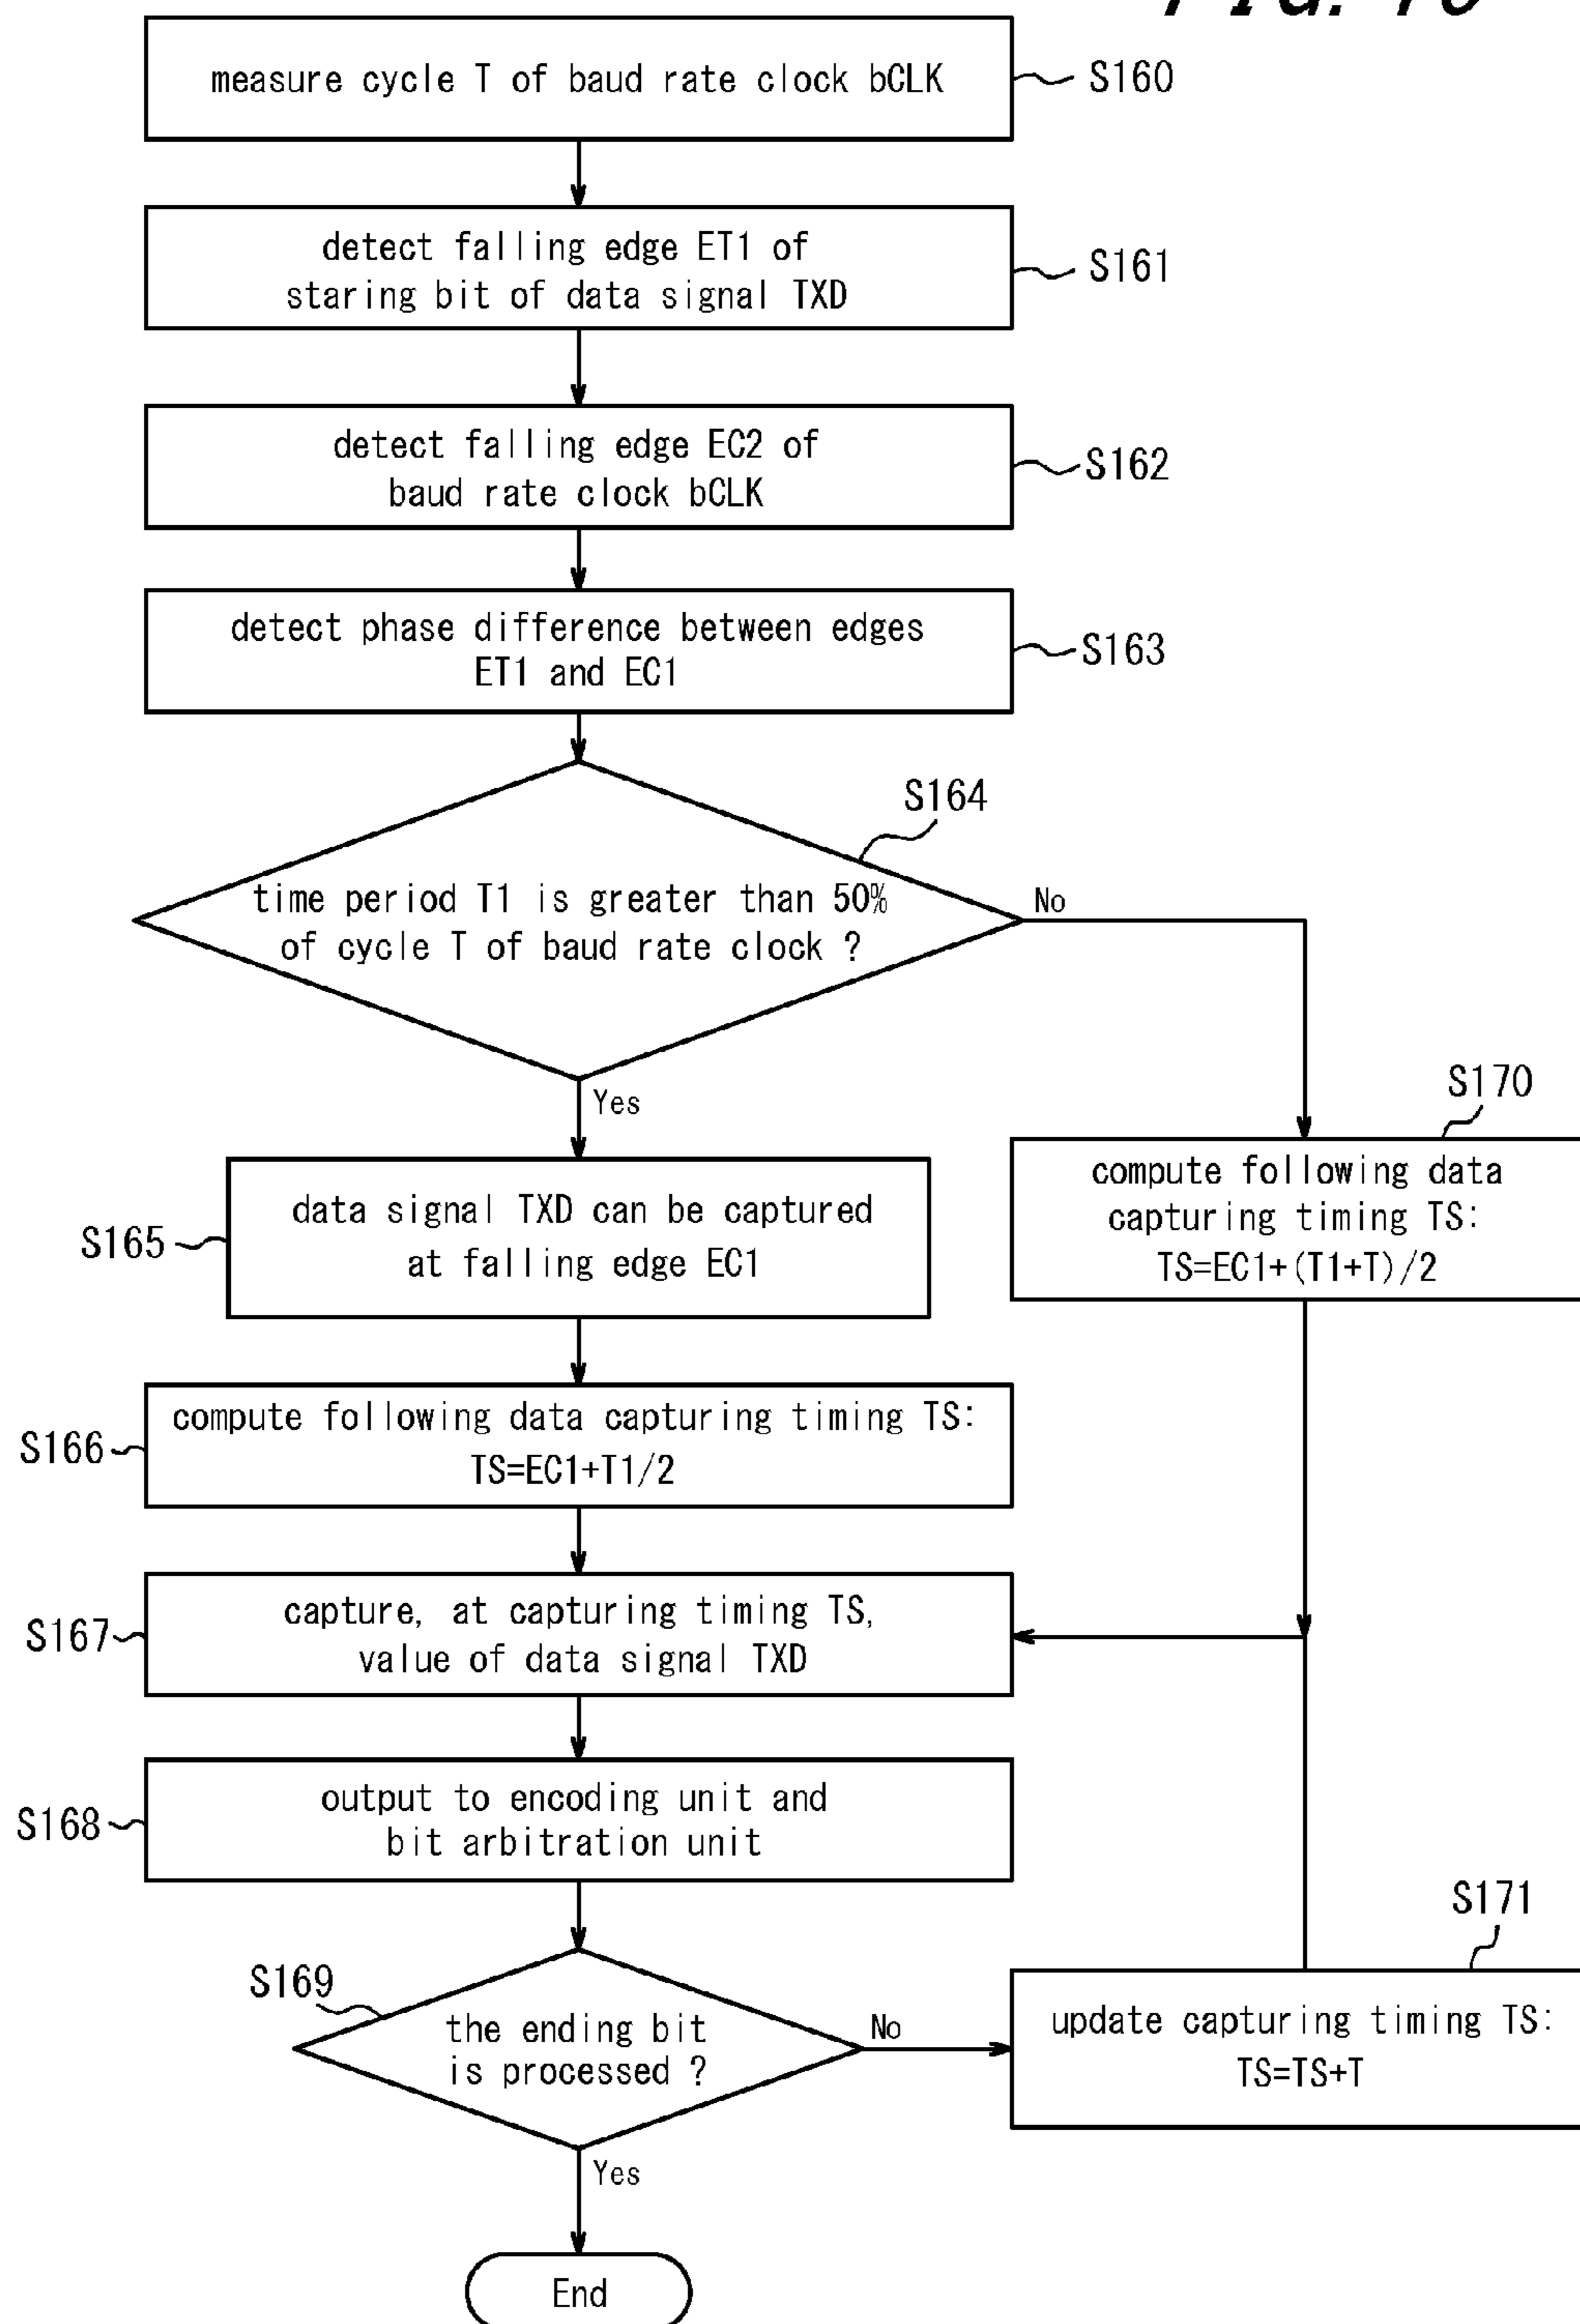 measure cycle T of baud rate clock bCLK
S160
detect falling edge ET1 of
staring bit of data signal TXD
S161
detect falling edge EC2 of
baud rate clock bCLK
S162
detect phase difference between edges
ET1 and EC1
S163
S164
time period T1 is greater than 50%
of cycle T of baud rate clock ?
No
Yes
S170
compute following data
capturing timing TS:
TS=EC1+(T1+T)/2
S165
data signal TXD can be captured
at falling edge EC1
S166
compute following data capturing timing TS:
TS=EC1+T1/2
S167
capture, at capturing timing TS,
value of data signal TXD
S168
output to encoding unit and
bit arbitration unit
S169
the ending bit
is processed ?
No
S171
update capturing timing TS:
TS=TS+T
Yes
End